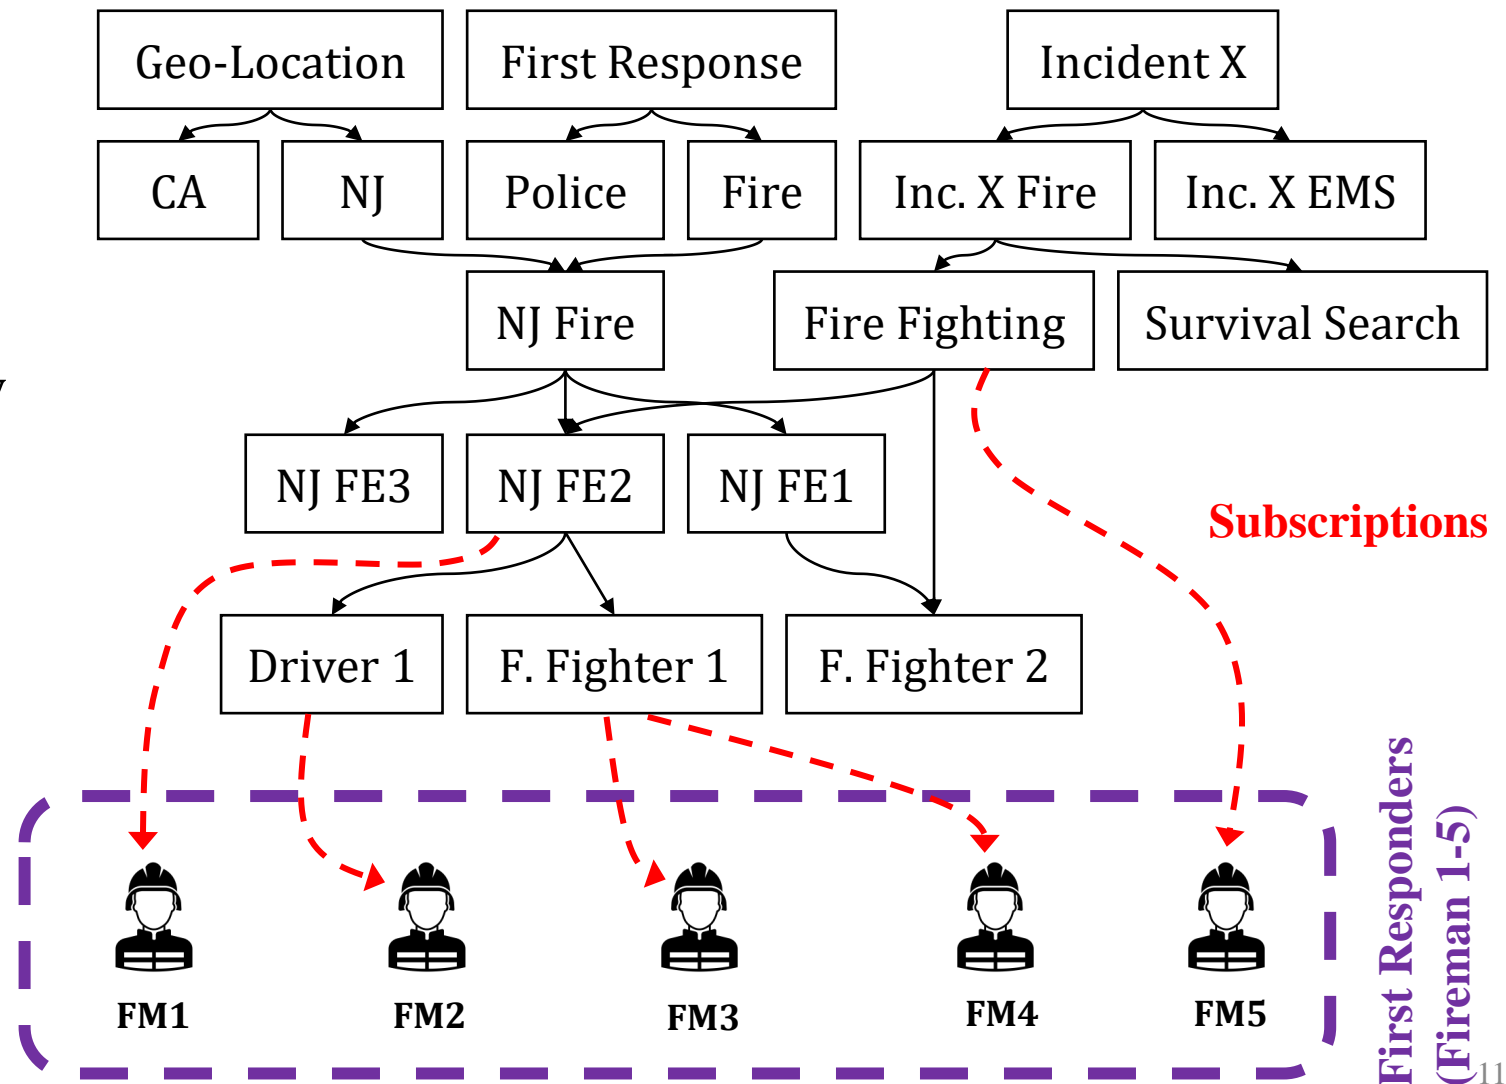 Geo-Location
First Response
Incident X
CA
NJ
Police
Fire
Inc. X Fire
Inc. X EMS
NJ Fire
Fire Fighting
Survival Search
NJ FE3
NJ FE2
NJ FE1
Subscriptions
Driver 1
F. Fighter 1
F. Fighter 2
First Responders
(Fireman 1-5)
FM1
FM2
FM3
FM4
FM5
11